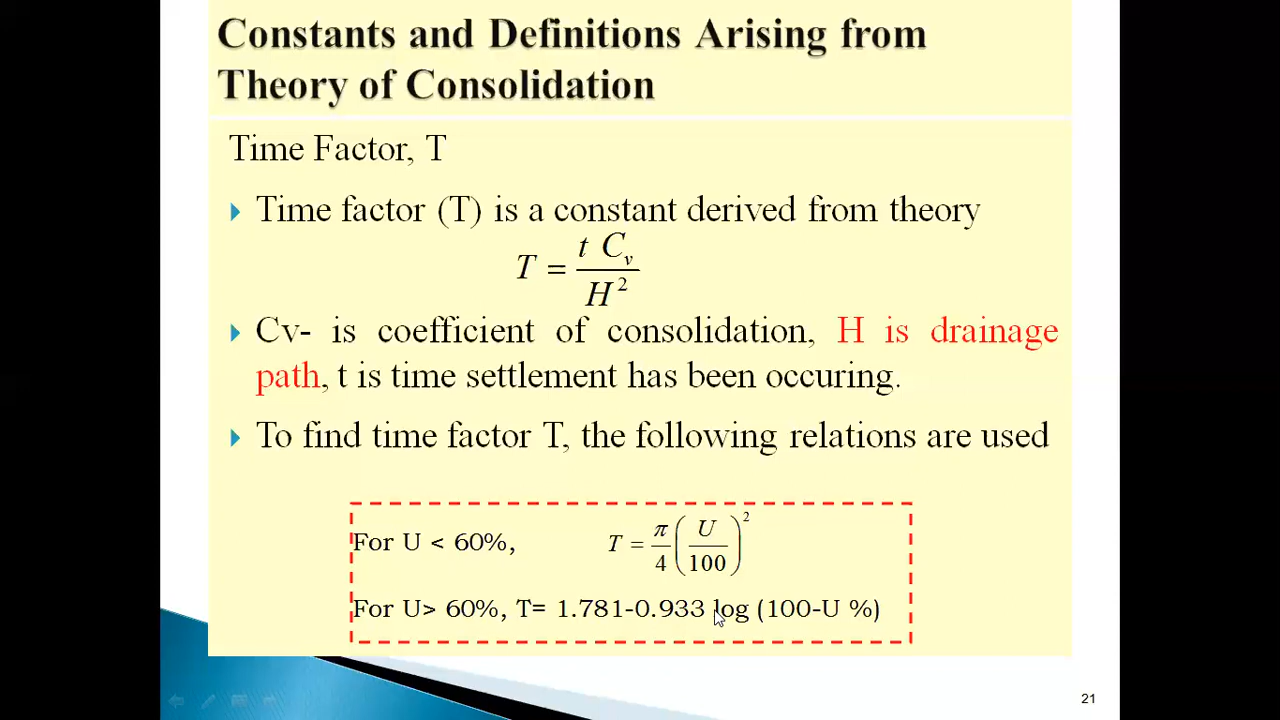 Constants and Definitions Arising from
Theory of Consolidation
Time Factor, T
Time factor (T) is a constant derived from theory
T = t Cv / H²
Cv- is coefficient of consolidation, H is drainage
path, t is time settlement has been occuring.
To find time factor T, the following relations are used
For U < 60%, T = π/4 (U/100)²
For U> 60%, T= 1.781-0.933 log (100-U %)
21